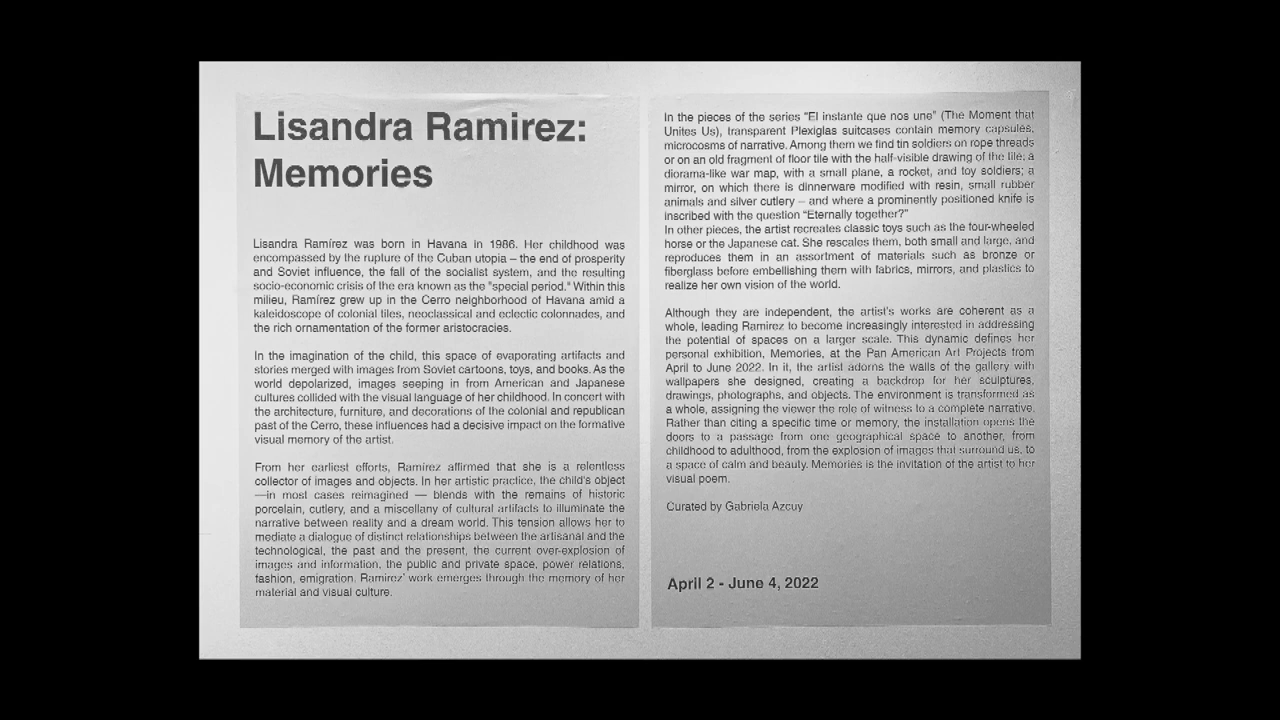 Lisandra Ramirez:
Memories
Lisandra Ramírez was born in Havana in 1986. Her childhood was
encompassed by the rupture of the Cuban utopia – the end of prosperity
and Soviet influence, the fall of the socialist system, and the resulting
socio-economic crisis of the era known as the "special period." Within this
milieu, Ramírez grew up in the Cerro neighborhood of Havana amid a
kaleidoscope of colonial tiles, neoclassical and eclectic colonnades, and
the rich ornamentation of the former aristocracies.
In the imagination of the child, this space of evaporating artifacts and
stories merged with images from Soviet cartoons, toys, and books. As the
world depolarized, images seeping in from American and Japanese
cultures collided with the visual language of her childhood. In concert with
the architecture, furniture, and decorations of the colonial and republican
past of the Cerro, these influences had a decisive impact on the formative
visual memory of the artist.
From her earliest efforts, Ramírez affirmed that she is a relentless
collector of images and objects. In her artistic practice, the child's object
—in most cases reimagined — blends with the remains of historic
porcelain, cutlery, and a miscellany of cultural artifacts to illuminate the
narrative between reality and a dream world. This tension allows her to
mediate a dialogue of distinct relationships between the artisanal and the
technological, the past and the present, the current over-explosion of
images and information, the public and private space, power relations,
fashion, emigration. Ramirez' work emerges through the memory of her
material and visual culture.
In the pieces of the series "El instante que nos une" (The Moment that
Unites Us), transparent Plexiglas suitcases contain memory capsules,
microcosms of narrative. Among them we find tin soldiers on rope threads
or on an old fragment of floor tile with the half-visible drawing of the tile; a
diorama-like war map, with a small plane, a rocket, and toy soldiers; a
mirror, on which there is dinnerware modified with resin, small rubber
animals and silver cutlery – and where a prominently positioned knife is
inscribed with the question "Eternally together?"
In other pieces, the artist recreates classic toys such as the four-wheeled
horse or the Japanese cat. She rescales them, both small and large, and
reproduces them in an assortment of materials such as bronze or
fiberglass before embellishing them with fabrics, mirrors, and plastics to
realize her own vision of the world.
Although they are independent, the artist's works are coherent as a
whole, leading Ramirez to become increasingly interested in addressing
the potential of spaces on a larger scale. This dynamic defines her
personal exhibition, Memories, at the Pan American Art Projects from
April to June 2022. In it, the artist adorns the walls of the gallery with
wallpapers she designed, creating a backdrop for her sculptures,
drawings, photographs, and objects. The environment is transformed as
a whole, assigning the viewer the role of witness to a complete narrative.
Rather than citing a specific time or memory, the installation opens the
doors to a passage from one geographical space to another, from
childhood to adulthood, from the explosion of images that surround us, to
a space of calm and beauty. Memories is the invitation of the artist to her
visual poem.
Curated by Gabriela Azcuy
April 2 - June 4, 2022